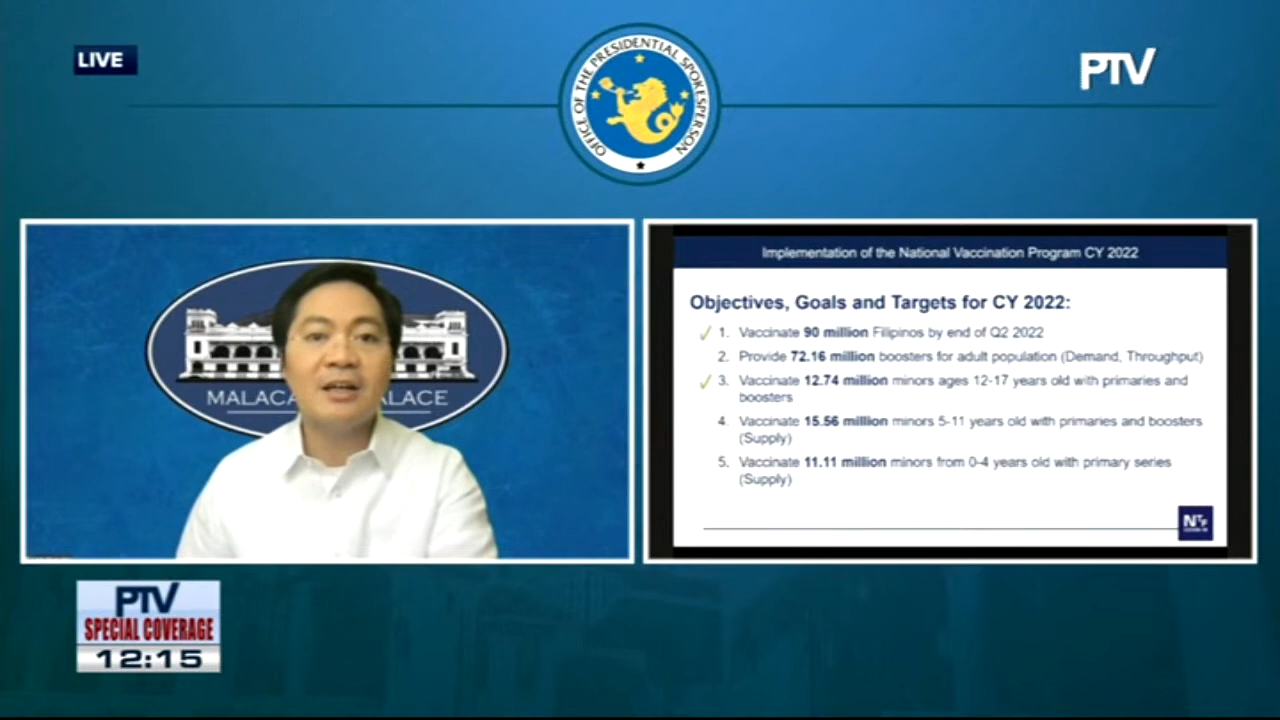 LIVE
OFFICE OF THE PRESIDENTIAL SPOKESPERSON
PTV
MALACA ALACE
Implementation of the National Vaccination Program CY 2022
Objectives, Goals and Targets for CY 2022:
1. Vaccinate 90 million Filipinos by end of Q2 2022
2. Provide 72.16 million boosters for adult population (Demand, Throughput)
3. Vaccinate 12.74 million minors ages 12-17 years old with primaries and
boosters
4. Vaccinate 15.56 million minors 5-11 years old with primaries and boosters
(Supply)
5. Vaccinate 11.11 million minors from 0-4 years old with primary series
(Supply)
NTF
PTV
SPECIAL COVERAGE
12:15